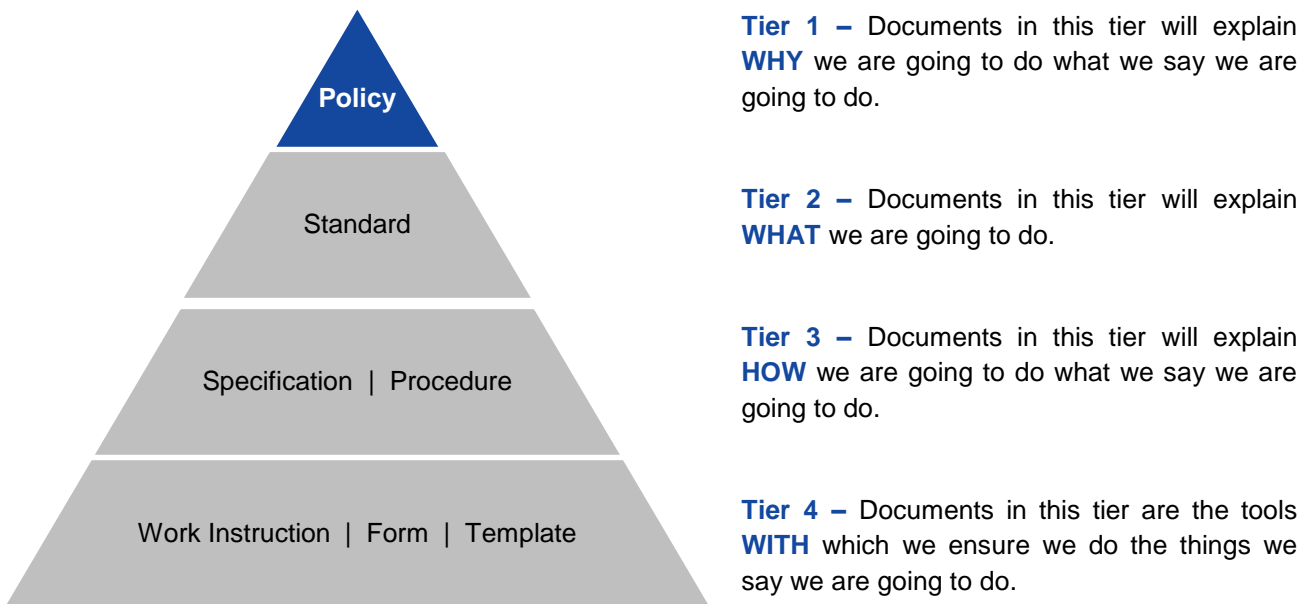 Policy
Standard
Specification | Procedure
Work Instruction | Form | Template
Tier 1 – Documents in this tier will explain
WHY we are going to do what we say we are
going to do.
Tier 2 – Documents in this tier will explain
WHAT we are going to do.
Tier 3 – Documents in this tier will explain
HOW we are going to do what we say we are
going to do.
Tier 4 – Documents in this tier are the tools
WITH which we ensure we do the things we
say we are going to do.